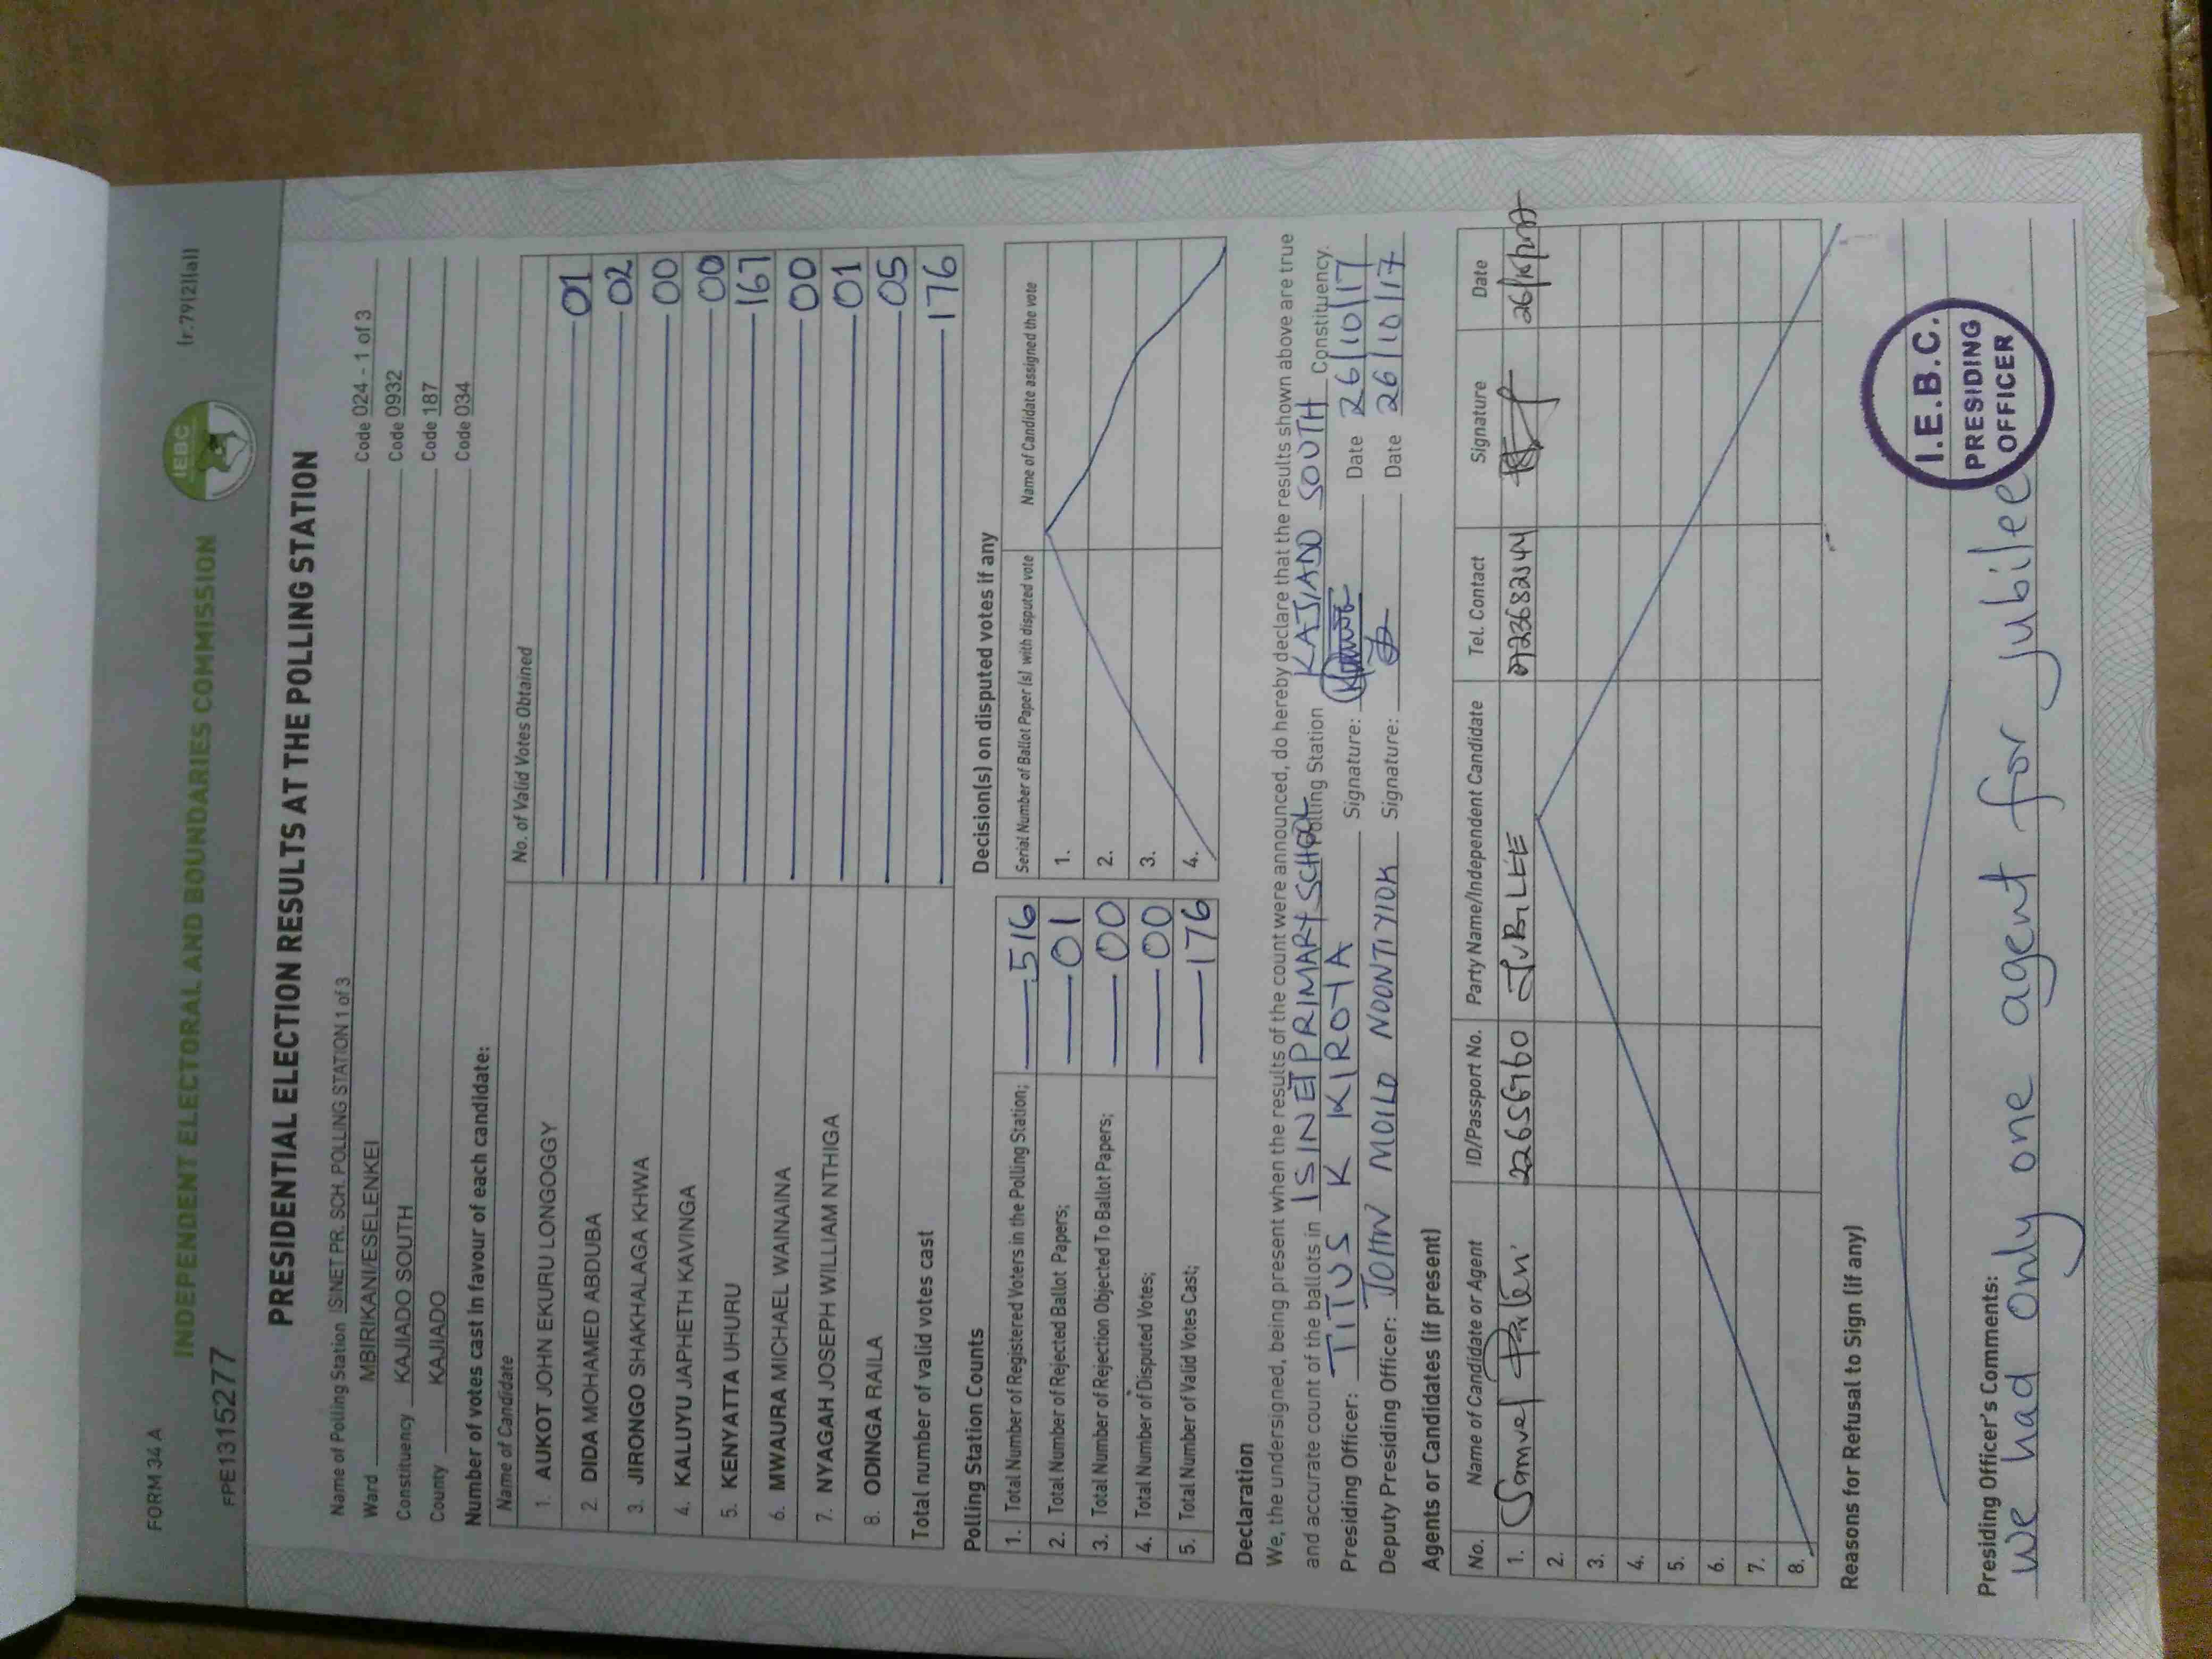 FORM 34 A
(r.79(2)(a))
INDEPENDENT ELECTORAL AND BOUNDARIES COMMISSION
IEBC
FPE1315277
PRESIDENTIAL ELECTION RESULTS AT THE POLLING STATION
Name of Polling Station ISINET PR. SCH. POLLING STATION 1 of 3 Code 024 - 1 of 3
Ward MBIRIKANI/ESELENKEI Code 0932
Constituency KAJIADO SOUTH Code 187
County KAJIADO Code 034
Number of votes cast in favour of each candidate:
Name of Candidate No. of Valid Votes Obtained
1. AUKOT JOHN EKURU LONGOGGY 01
2 DIDA MOHAMED ABDUBA 02
3. JIRONGO SHAKHALAGA KHWA 00
4. KALUYU JAPHETH KAVINGA 00
5. KENYATTA UHURU 167
6. MWAURA MICHAEL WAINAINA 00
7. NYAGAH JOSEPH WILLIAM NTHIGA 01
8. ODINGA RAILA 05
Total number of valid votes cast 176
Polling Station Counts
1. Total Number of Registered Voters in the Polling Station; 516
2. Total Number of Rejected Ballot Papers; 01
3. Total Number of Rejection Objected To Ballot Papers; 00
4. Total Number of Disputed Votes; 00
5. Total Number of Valid Votes Cast; 176
Decision(s) on disputed votes if any
Serial Number of Ballot Paper (s) with disputed vote Name of Candidate assigned the vote
1.
2.
3.
4.
Declaration
We, the undersigned, being present when the results of the count were announced, do hereby declare that the results shown above are true
and accurate count of the ballots in ISINET PRIMARY SCHOOL Polling Station KAJIADO SOUTH Constituency.
Presiding Officer: TITUS K KIROYA Signature: Date 26/10/17
Deputy Presiding Officer: JOHN MOILO NOONTIYIOK Signature: Date 26/10/17
Agents or Candidates (if present)
No. Name of Candidate or Agent ID/Passport No. Party Name/Independent Candidate Tel. Contact Signature Date
1. Samuel JUBILEE
2.
3.
4.
5.
6.
7.
8.
Reasons for Refusal to Sign (if any)
Presiding Officer's Comments:
we had only one agent for jubilee
I.E.B.C.
PRESIDING
OFFICER